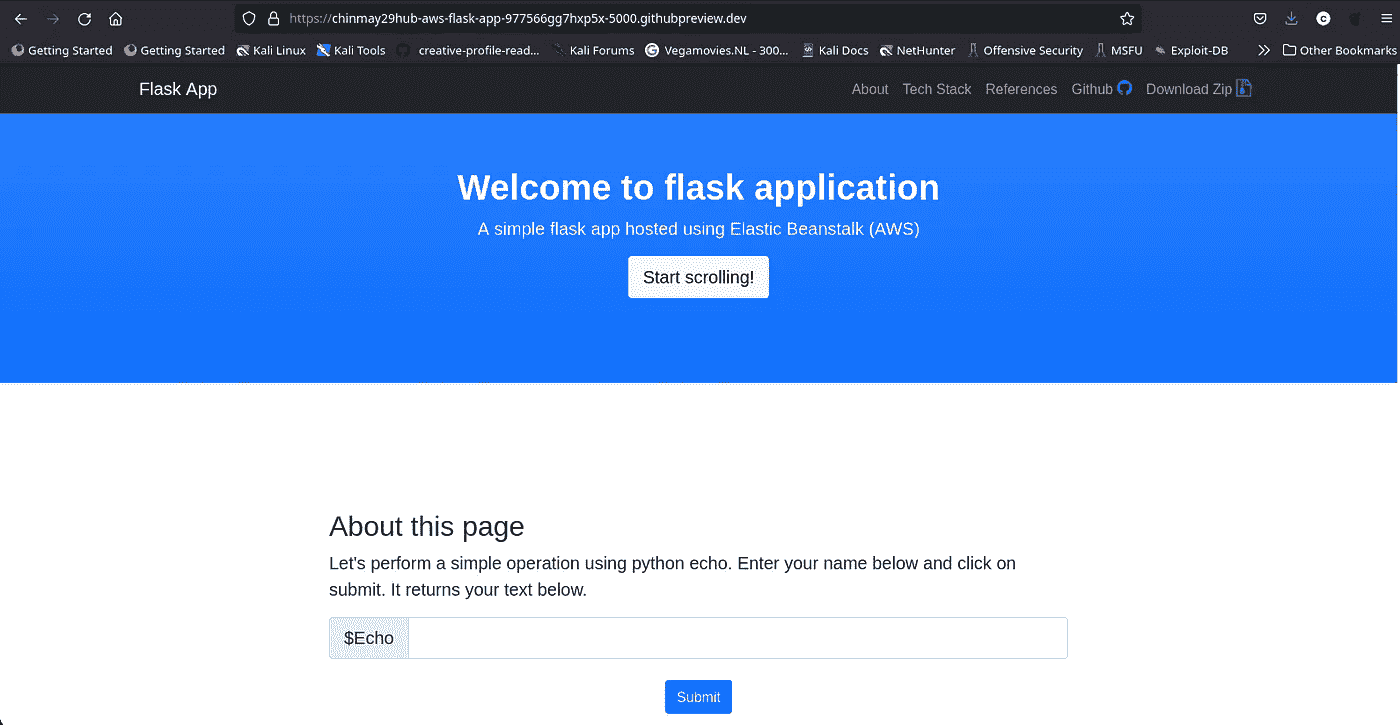 https://chinmay29hub-aws-flask-app-977566gg7hxp5x-5000.githubpreview.dev
Getting Started Getting Started Kali Linux Kali Tools creative-profile-read... Kali Forums Vegamovies.NL - 300... Kali Docs NetHunter Offensive Security MSFU Exploit-DB Other Bookmarks
Flask App About Tech Stack References Github Download Zip
Welcome to flask application
A simple flask app hosted using Elastic Beanstalk (AWS)
Start scrolling!
About this page
Let's perform a simple operation using python echo. Enter your name below and click on
submit. It returns your text below.
$Echo
Submit